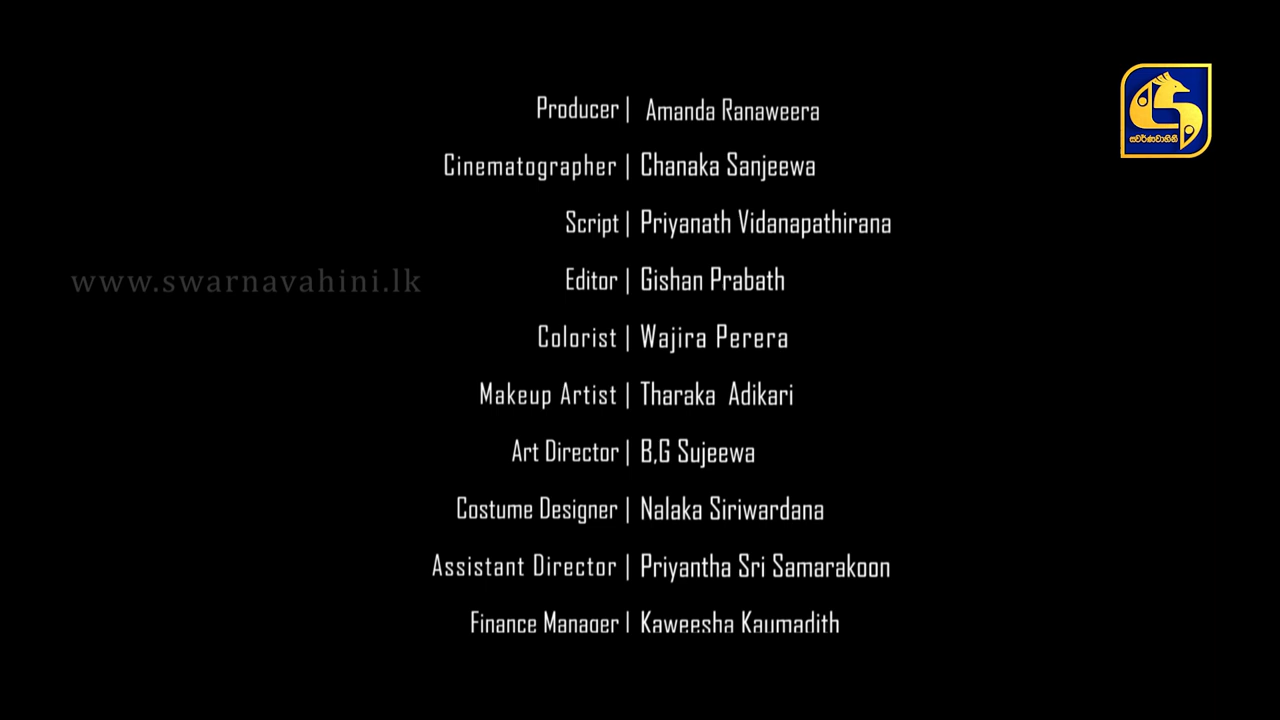 Producer | Amanda Ranaweera
Cinematographer | Chanaka Sanjeewa
Script | Priyanath Vidanapathirana
www.swarnavahini.lk
Editor | Gishan Prabath
Colorist | Wajira Perera
Makeup Artist | Tharaka Adikari
Art Director | B,G Sujeewa
Costume Designer | Nalaka Siriwardana
Assistant Director | Priyantha Sri Samarakoon
Finance Manager | Kaweesha Kaumadith
ස්වර්ණවාහිනී